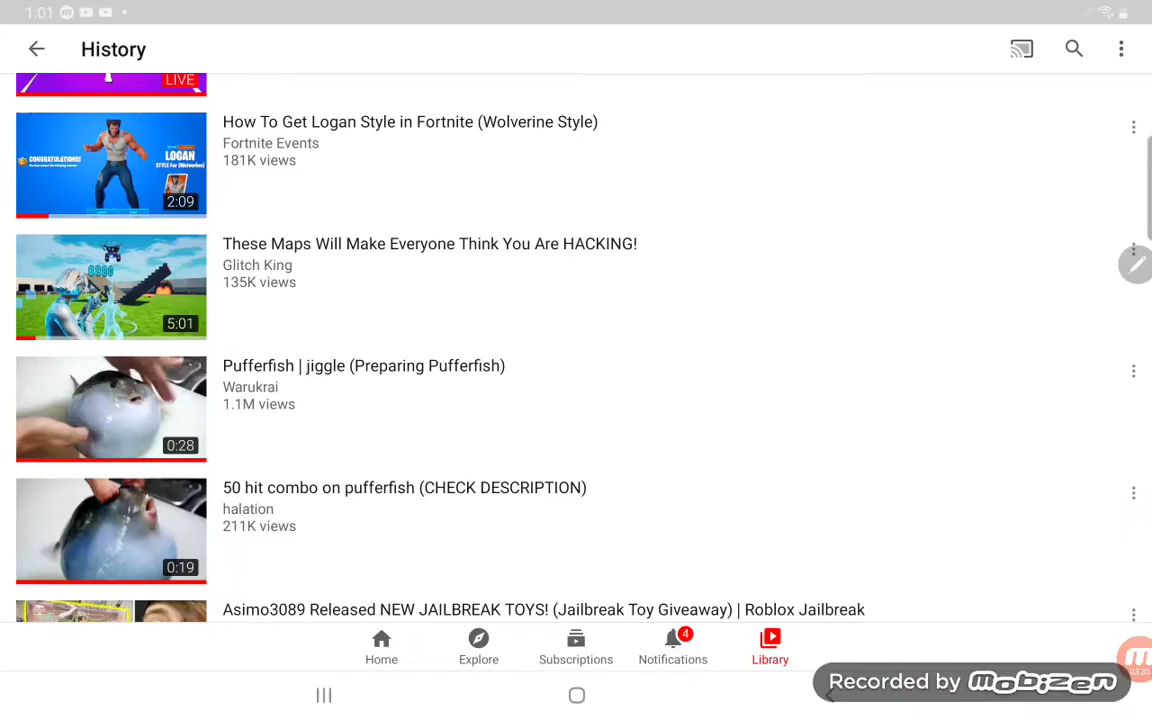 1:01
History
LIVE
How To Get Logan Style in Fortnite (Wolverine Style)
Fortnite Events
181K views
CONGRATULATIONS!
LOGAN
STYLE For (Wolverine)
2:09
These Maps Will Make Everyone Think You Are HACKING!
Glitch King
135K views
5:01
Pufferfish | jiggle (Preparing Pufferfish)
Warukrai
1.1M views
0:28
50 hit combo on pufferfish (CHECK DESCRIPTION)
halation
211K views
0:19
Asimo3089 Released NEW JAILBREAK TOYS! (Jailbreak Toy Giveaway) | Roblox Jailbreak
4
Home Explore Subscriptions Notifications Library
Recorded by mobizen